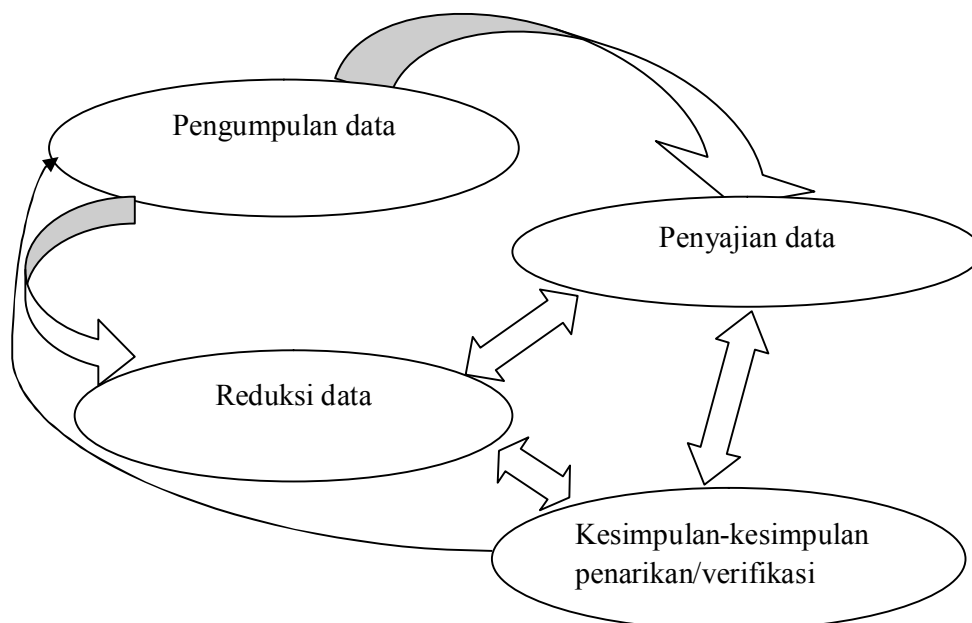 Pengumpulan data
Penyajian data
Reduksi data
Kesimpulan-kesimpulan
penarikan/verifikasi